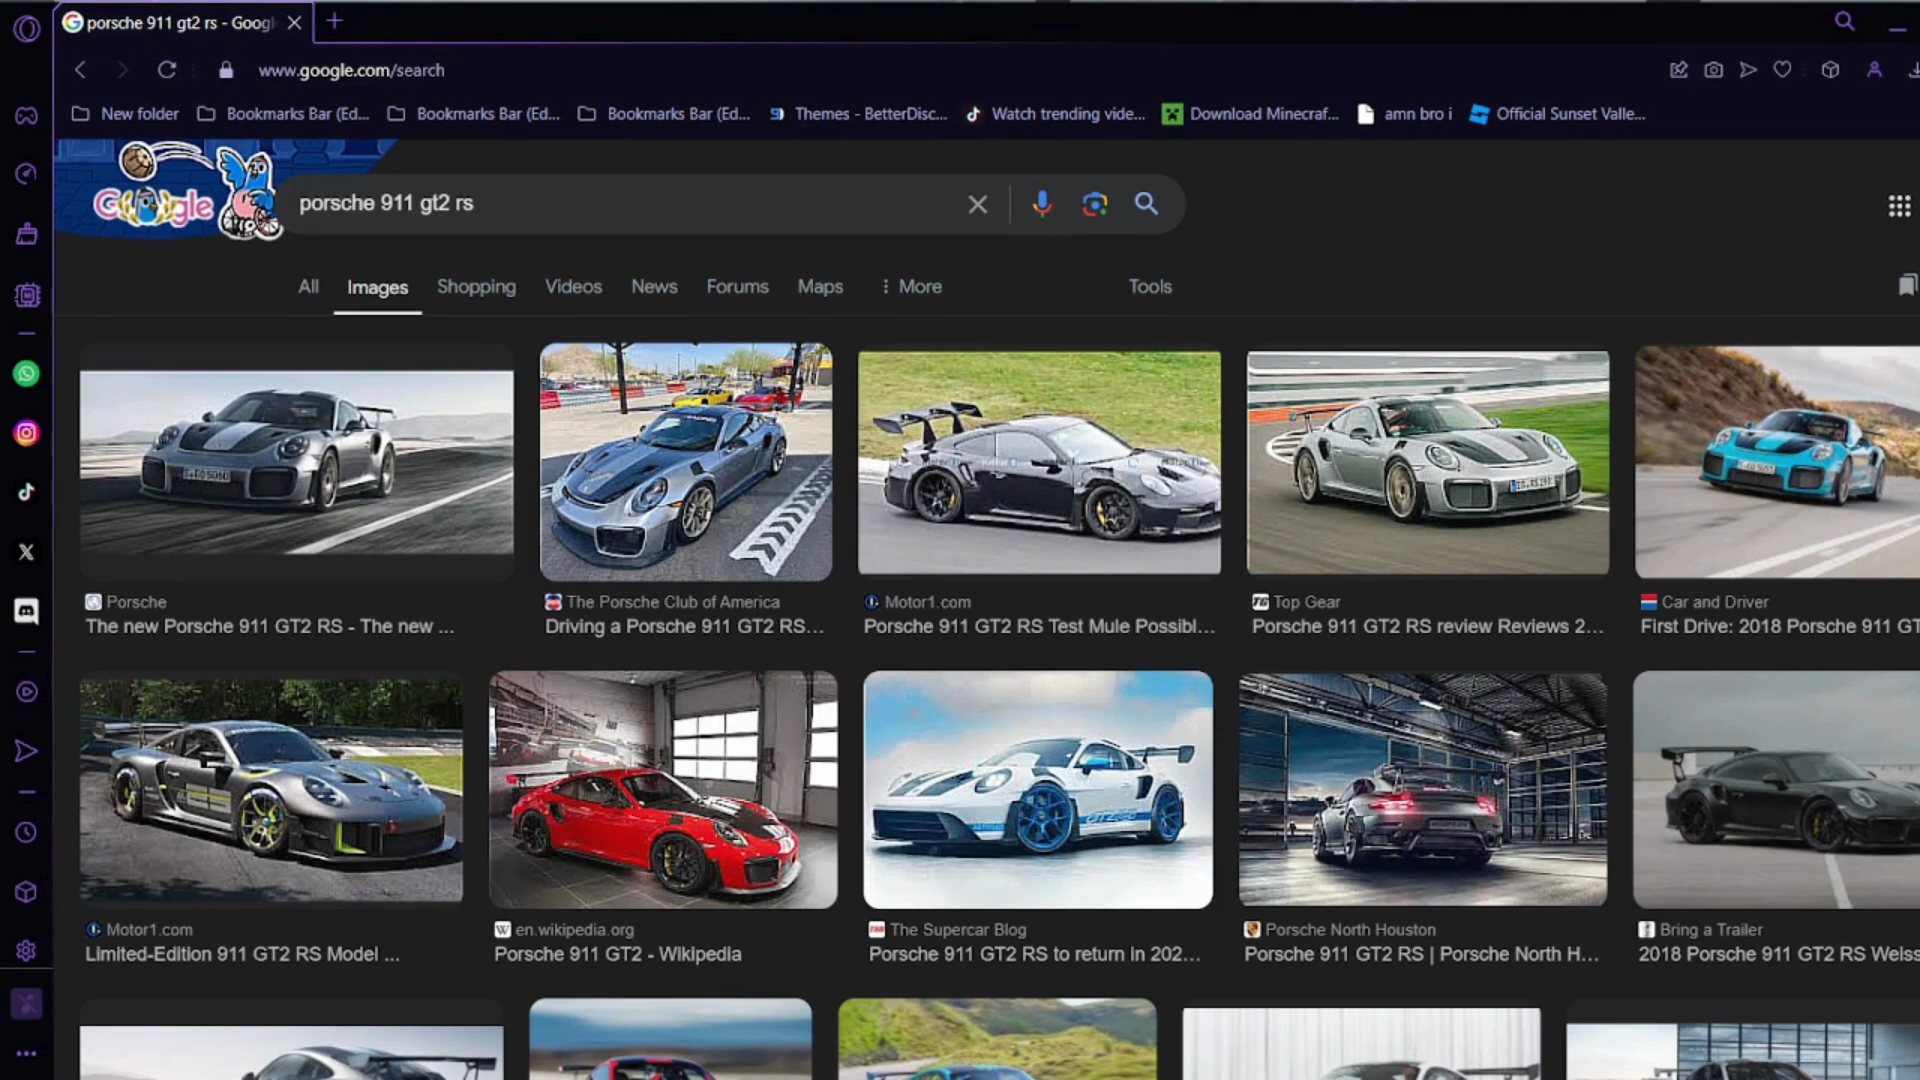 porsche 911 gt2 rs - Googl
www.google.com/search
New folder
Bookmarks Bar (Ed...
Bookmarks Bar (Ed...
Bookmarks Bar (Ed...
Themes - BetterDisc...
Watch trending vide...
Download Minecraf...
amn bro i
Official Sunset Valle...
Google
porsche 911 gt2 rs
All
Images
Shopping
Videos
News
Forums
Maps
More
Tools
Porsche
The new Porsche 911 GT2 RS - The new ...
The Porsche Club of America
Driving a Porsche 911 GT2 RS...
Motor1.com
Porsche 911 GT2 RS Test Mule Possibl...
Top Gear
Porsche 911 GT2 RS review Reviews 2...
Car and Driver
First Drive: 2018 Porsche 911 GT
Motor1.com
Limited-Edition 911 GT2 RS Model ...
en.wikipedia.org
Porsche 911 GT2 - Wikipedia
The Supercar Blog
Porsche 911 GT2 RS to return in 202...
Porsche North Houston
Porsche 911 GT2 RS | Porsche North H...
Bring a Trailer
2018 Porsche 911 GT2 RS Weiss